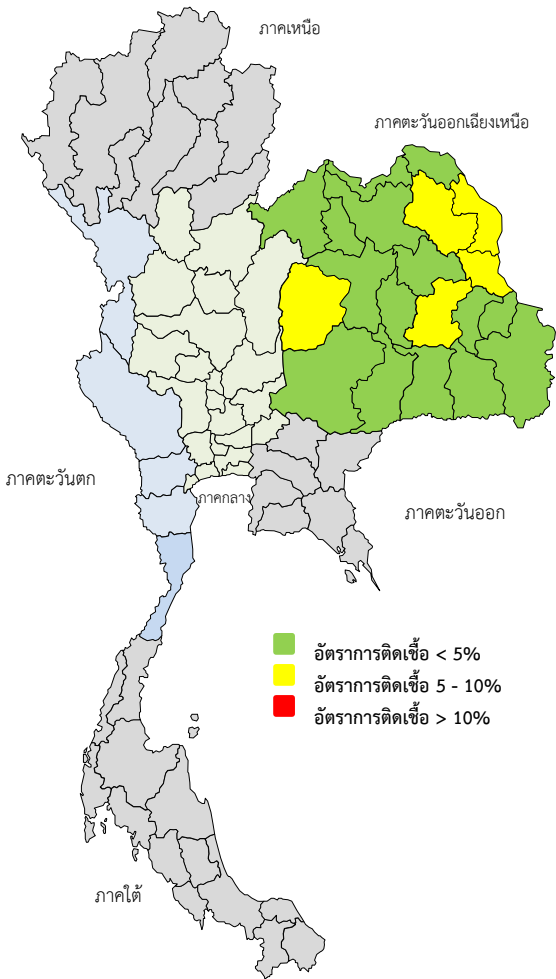 ภาคเหนือ
ภาคตะวันออกเฉียงเหนือ
ภาคตะวันตก
ภาคกลาง
ภาคตะวันออก
อัตราการติดเชื้อ < 5%
อัตราการติดเชื้อ 5 - 10%
อัตราการติดเชื้อ > 10%
ภาคใต้